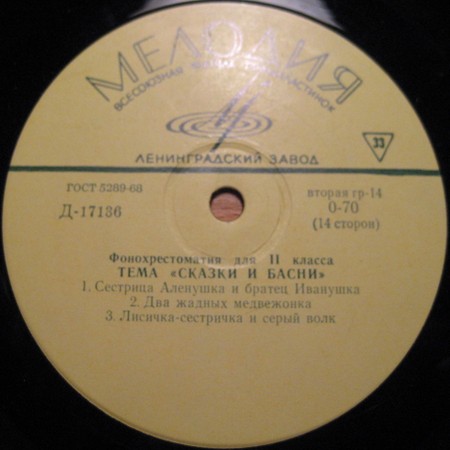 МЕЛОДИЯ
ВСЕСОЮЗНАЯ ФИРМА ГРАМПЛАСТИНОК
ЛЕНИНГРАДСКИЙ ЗАВОД
33
ГОСТ 5289-68
вторая гр-14
Д-17136
0-70
(14 сторон)
Фонохрестоматия для II класса
ТЕМА «СКАЗКИ И БАСНИ»
1. Сестрица Аленушка и братец Иванушка
2. Два жадных медвежонка
3. Лисичка-сестричка и серый волк